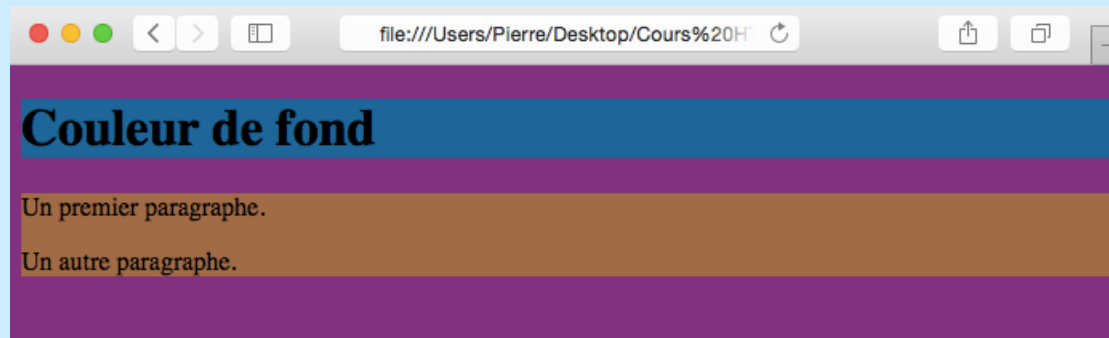 file:///Users/Pierre/Desktop/Cours%20H
Couleur de fond
Un premier paragraphe.
Un autre paragraphe.